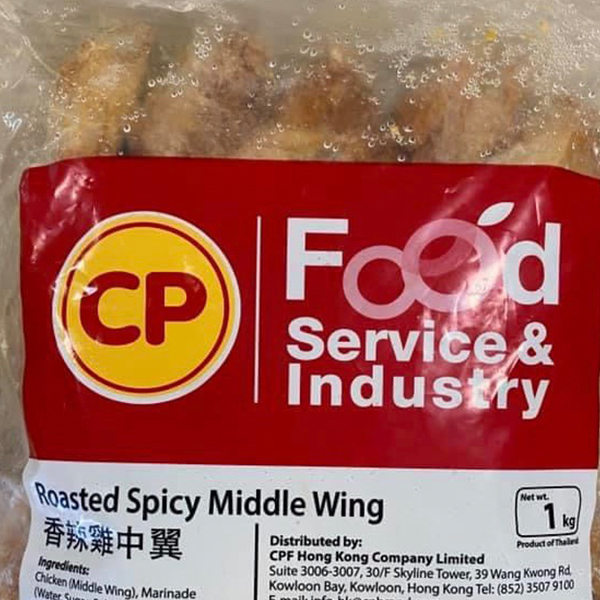 CP
Food
Service &
Industry
Roasted Spicy Middle Wing
香辣雞中翼
Net wt.
1 kg
Product of Thailand
Ingredients:
Chicken (Middle Wing), Marinade
(Water, Sugar,
Distributed by:
CPF Hong Kong Company Limited
Suite 3006-3007, 30/F Skyline Tower, 39 Wang Kwong Rd,
Kowloon Bay, Kowloon, Hong Kong Tel: (852) 3507 9100